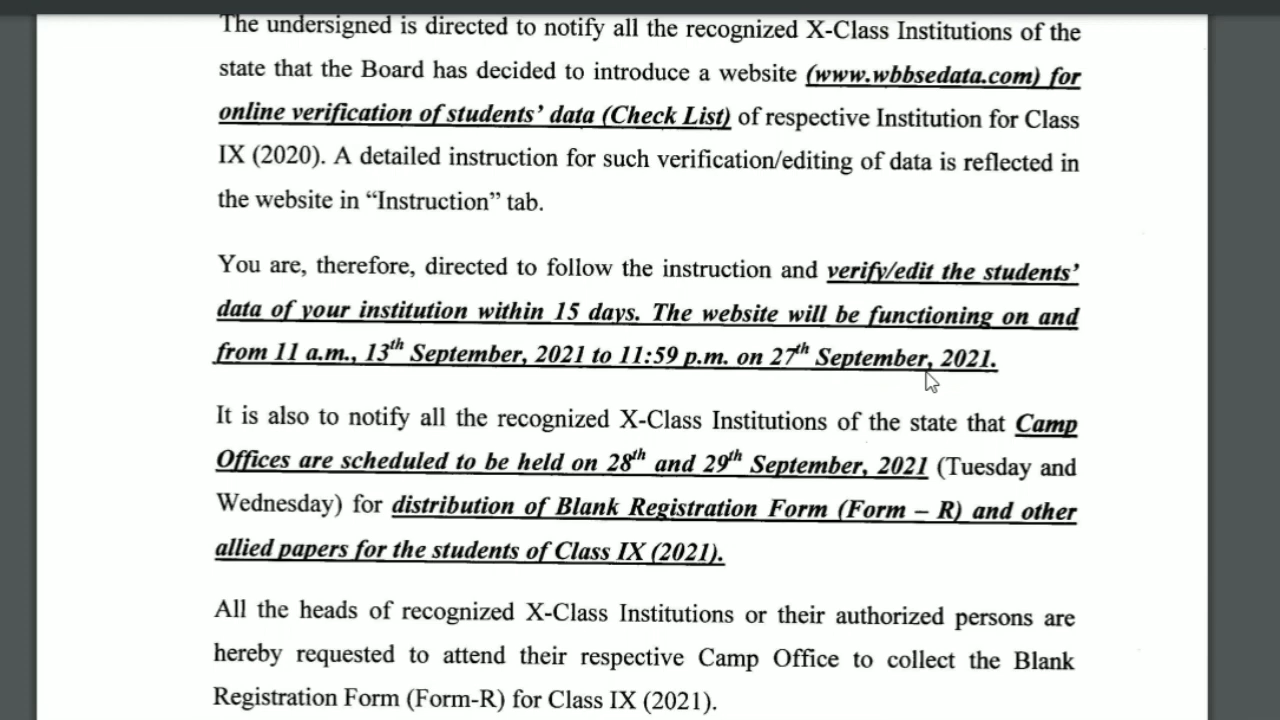 The undersigned is directed to notify all the recognized X-Class Institutions of the
state that the Board has decided to introduce a website (www.wbbsedata.com) for
online verification of students’ data (Check List) of respective Institution for Class
IX (2020). A detailed instruction for such verification/editing of data is reflected in
the website in “Instruction” tab.
You are, therefore, directed to follow the instruction and verify/edit the students’
data of your institution within 15 days. The website will be functioning on and
from 11 a.m., 13th September, 2021 to 11:59 p.m. on 27th September, 2021.
It is also to notify all the recognized X-Class Institutions of the state that Camp
Offices are scheduled to be held on 28th and 29th September, 2021 (Tuesday and
Wednesday) for distribution of Blank Registration Form (Form – R) and other
allied papers for the students of Class IX (2021).
All the heads of recognized X-Class Institutions or their authorized persons are
hereby requested to attend their respective Camp Office to collect the Blank
Registration Form (Form-R) for Class IX (2021).